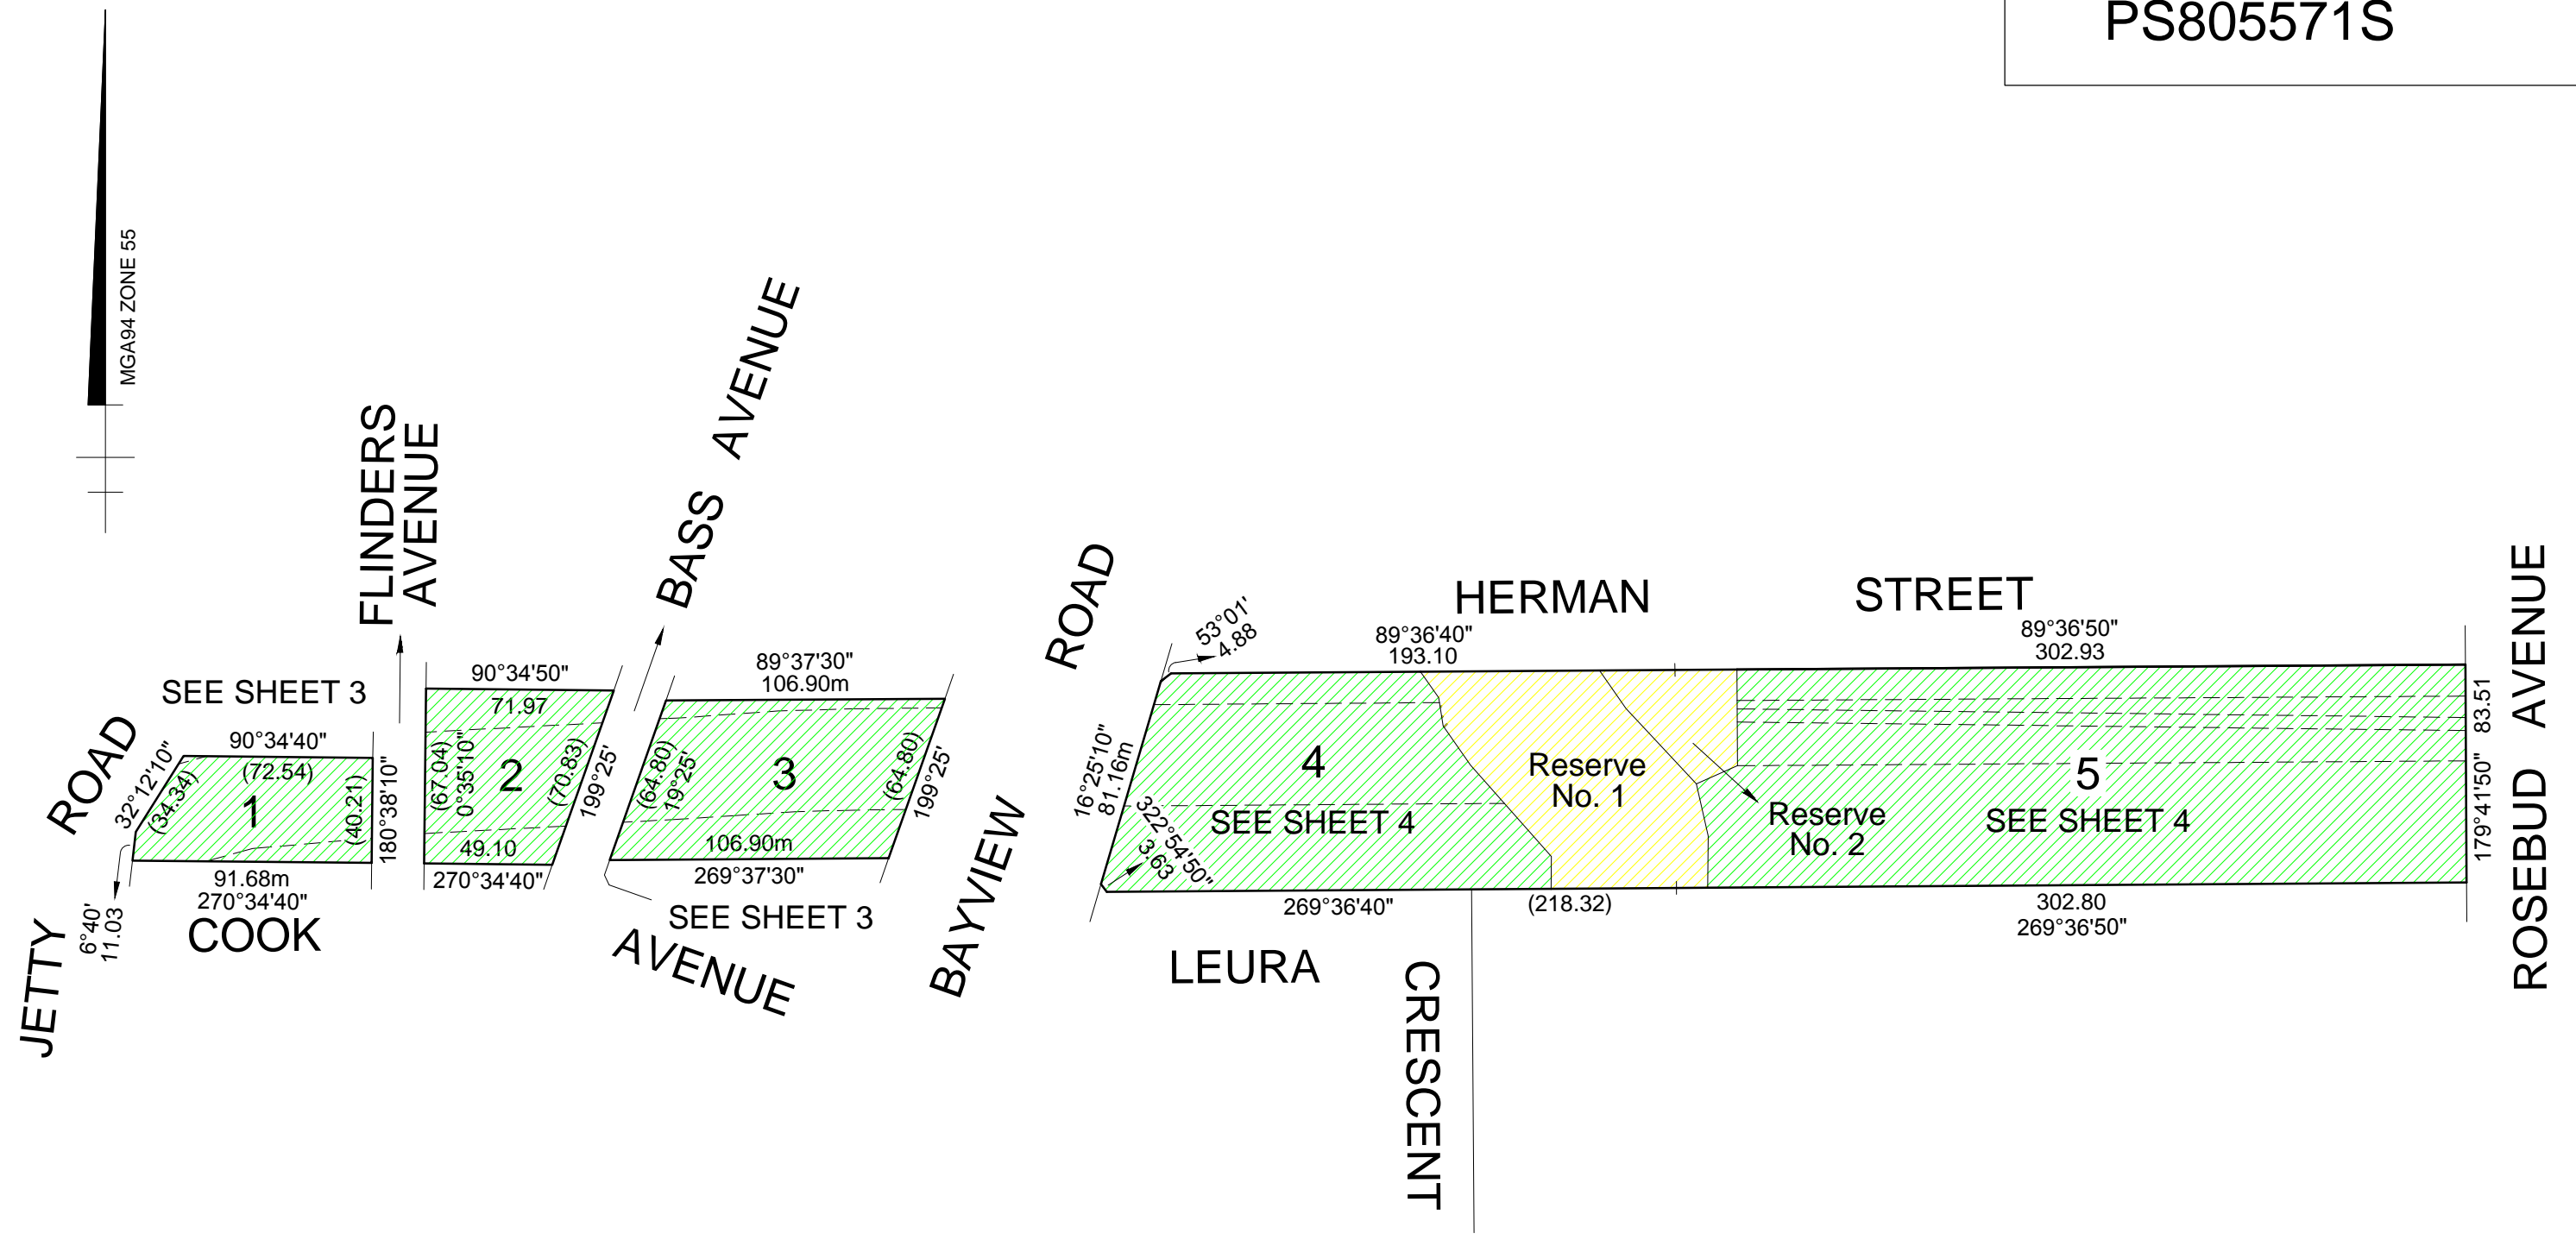 PS805571S
MGA94 ZONE 55
FLINDERS
AVENUE
BASS AVENUE
ROAD
HERMAN STREET
53°01'
4.88
89°36'40"
193.10
89°36'50"
302.93
ROSEBUD AVENUE
83.51
179°41'50"
SEE SHEET 3
90°34'40"
(72.54)
ROAD
32°12'10"
(34.34)
1
(40.21)
180°38'10"
91.68m
270°34'40"
COOK
JETTY
6°40'
11.03
90°34'50"
71.97
(67.04)
0°35'10"
2
(70.83)
199°25'
49.10
270°34'40"
89°37'30"
106.90m
(64.80)
19°25'
3
(64.80)
199°25'
106.90m
269°37'30"
SEE SHEET 3
AVENUE
BAYVIEW
16°25'10"
81.16m
322°54'50"
3.63
4
SEE SHEET 4
Reserve
No. 1
Reserve
No. 2
5
SEE SHEET 4
269°36'40"
(218.32)
302.80
269°36'50"
LEURA
CRESCENT